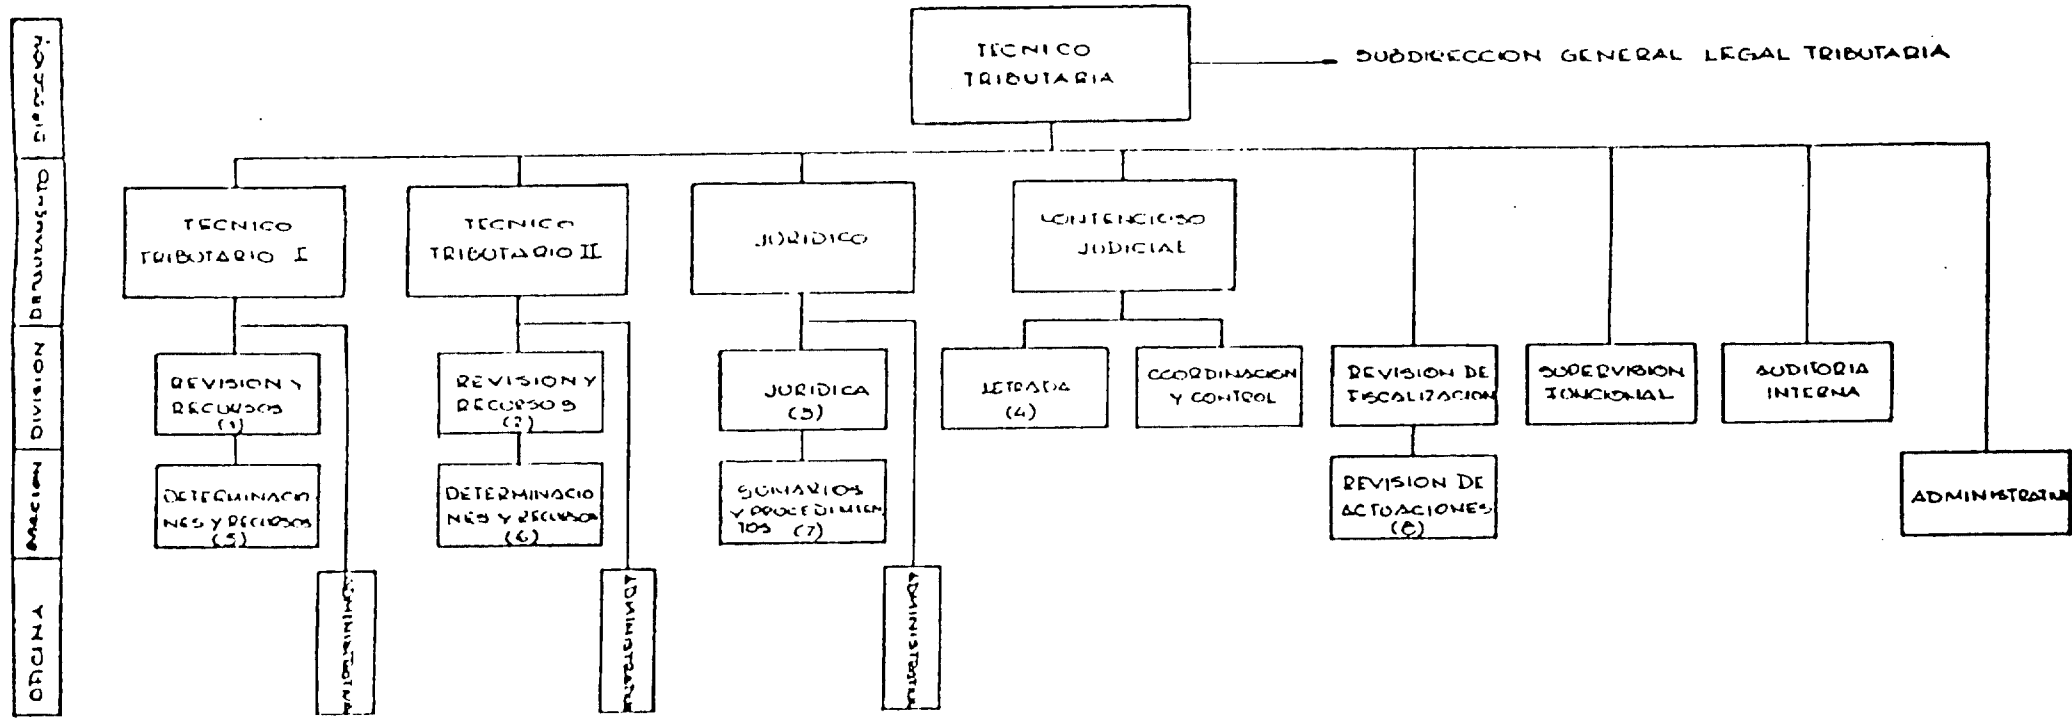 DIRECCION
DEPARTAMENTO
DIVISION
SECCION
OFICINA
TECNICO
TRIBUTARIA
SUBDIRECCION GENERAL LEGAL TRIBUTARIA
TECNICO
TRIBUTARIO I
TECNICO
TRIBUTARIO II
JURIDICO
CONTENCIOSO
JUDICIAL
REVISION Y
RECURSOS
(1)
REVISION Y
RECURSOS
(2)
JURIDICA
(3)
LETRADA
(4)
COORDINACION
Y CONTROL
REVISION DE
FISCALIZACION
SUPERVISION
FUNCIONAL
AUDITORIA
INTERNA
DETERMINACIO
NES Y RECURSOS
(5)
DETERMINACIO
NES Y RECURSOS
(6)
SUMARIOS
Y PROCEDIMIEN
TOS (7)
REVISION DE
ACTUACIONES
(8)
ADMINISTRATIVA
ADMINISTRATIVA
ADMINISTRATIVA
ADMINISTRATIVA